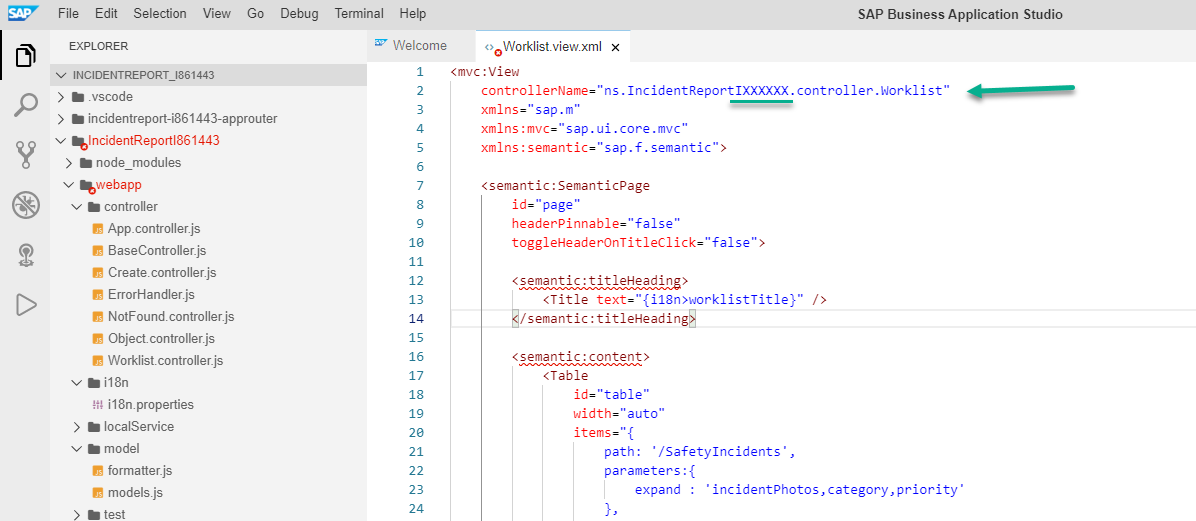 SAP File Edit Selection View Go Debug Terminal Help SAP Business Application Studio
EXPLORER
INCIDENTREPORT_I861443
.vscode
incidentreport-i861443-approuter
IncidentReportI861443
node_modules
webapp
controller
App.controller.js
BaseController.js
Create.controller.js
ErrorHandler.js
NotFound.controller.js
Object.controller.js
Worklist.controller.js
i18n
i18n.properties
localService
model
formatter.js
models.js
test
SAP Welcome <> Worklist.view.xml ×
1 <mvc:View
2 controllerName="ns.IncidentReportIXXXXXX.controller.Worklist"
3 xmlns="sap.m"
4 xmlns:mvc="sap.ui.core.mvc"
5 xmlns:semantic="sap.f.semantic">
6
7 <semantic:SemanticPage
8 id="page"
9 headerPinnable="false"
10 toggleHeaderOnTitleClick="false">
11
12 <semantic:titleHeading>
13 <Title text="{i18n>worklistTitle}" />
14 </semantic:titleHeading>
15
16 <semantic:content>
17 <Table
18 id="table"
19 width="auto"
20 items="{
21 path: '/SafetyIncidents',
22 parameters:{
23 expand : 'incidentPhotos,category,priority'
24 },